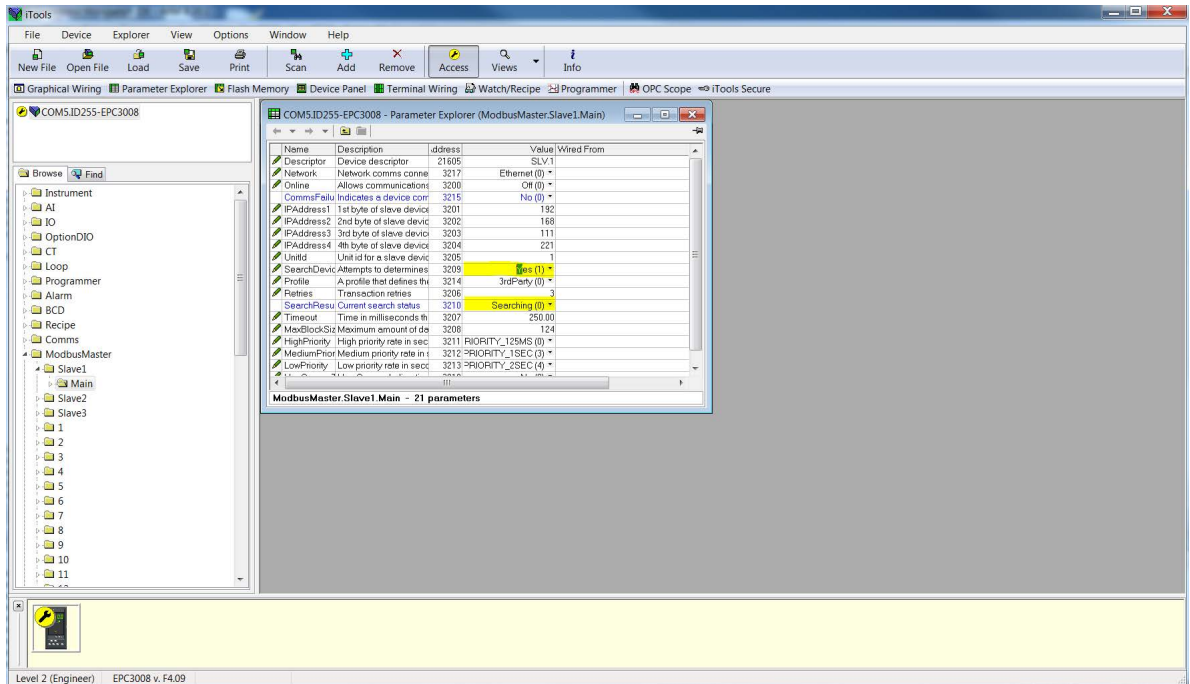 iTools
File Device Explorer View Options Window Help
New File Open File Load Save Print Scan Add Remove Access Views Info
Graphical Wiring Parameter Explorer Flash Memory Device Panel Terminal Wiring Watch/Recipe Programmer OPC Scope iTools Secure
COM5.ID255-EPC3008
Browse Find
Instrument
AI
IO
OptionDIO
CT
Loop
Programmer
Alarm
BCD
Recipe
Comms
ModbusMaster
Slave1
Main
Slave2
Slave3
1
2
3
4
5
6
7
8
9
10
11
COM5.ID255-EPC3008 - Parameter Explorer (ModbusMaster.Slave1.Main)
Name Description ddress Value Wired From
Descriptor Device descriptor 21605 SLV.1
Network Network comms conne 3217 Ethernet (0)
Online Allows communications 3200 Off (0)
CommsFailu Indicates a device com 3215 No (0)
IPAddress1 1st byte of slave device 3201 192
IPAddress2 2nd byte of slave devic 3202 168
IPAddress3 3rd byte of slave devic 3203 111
IPAddress4 4th byte of slave device 3204 221
UnitId Unit id for a slave devic 3205 1
SearchDevic Attempts to determines 3209 Yes (1)
Profile A profile that defines the 3214 3rdParty (0)
Retries Transaction retries 3206 3
SearchResu Current search status 3210 Searching (0)
Timeout Time in milliseconds th 3207 250.00
MaxBlockSiz Maximum amount of da 3208 124
HighPriority High priority rate in sec 3211 RIORITY_125MS (0)
MediumPrior Medium priority rate in s 3212 PRIORITY_1SEC (3)
LowPriority Low priority rate in seco 3213 PRIORITY_2SEC (4)
ModbusMaster.Slave1.Main - 21 parameters
Level 2 (Engineer) EPC3008 v. F4.09